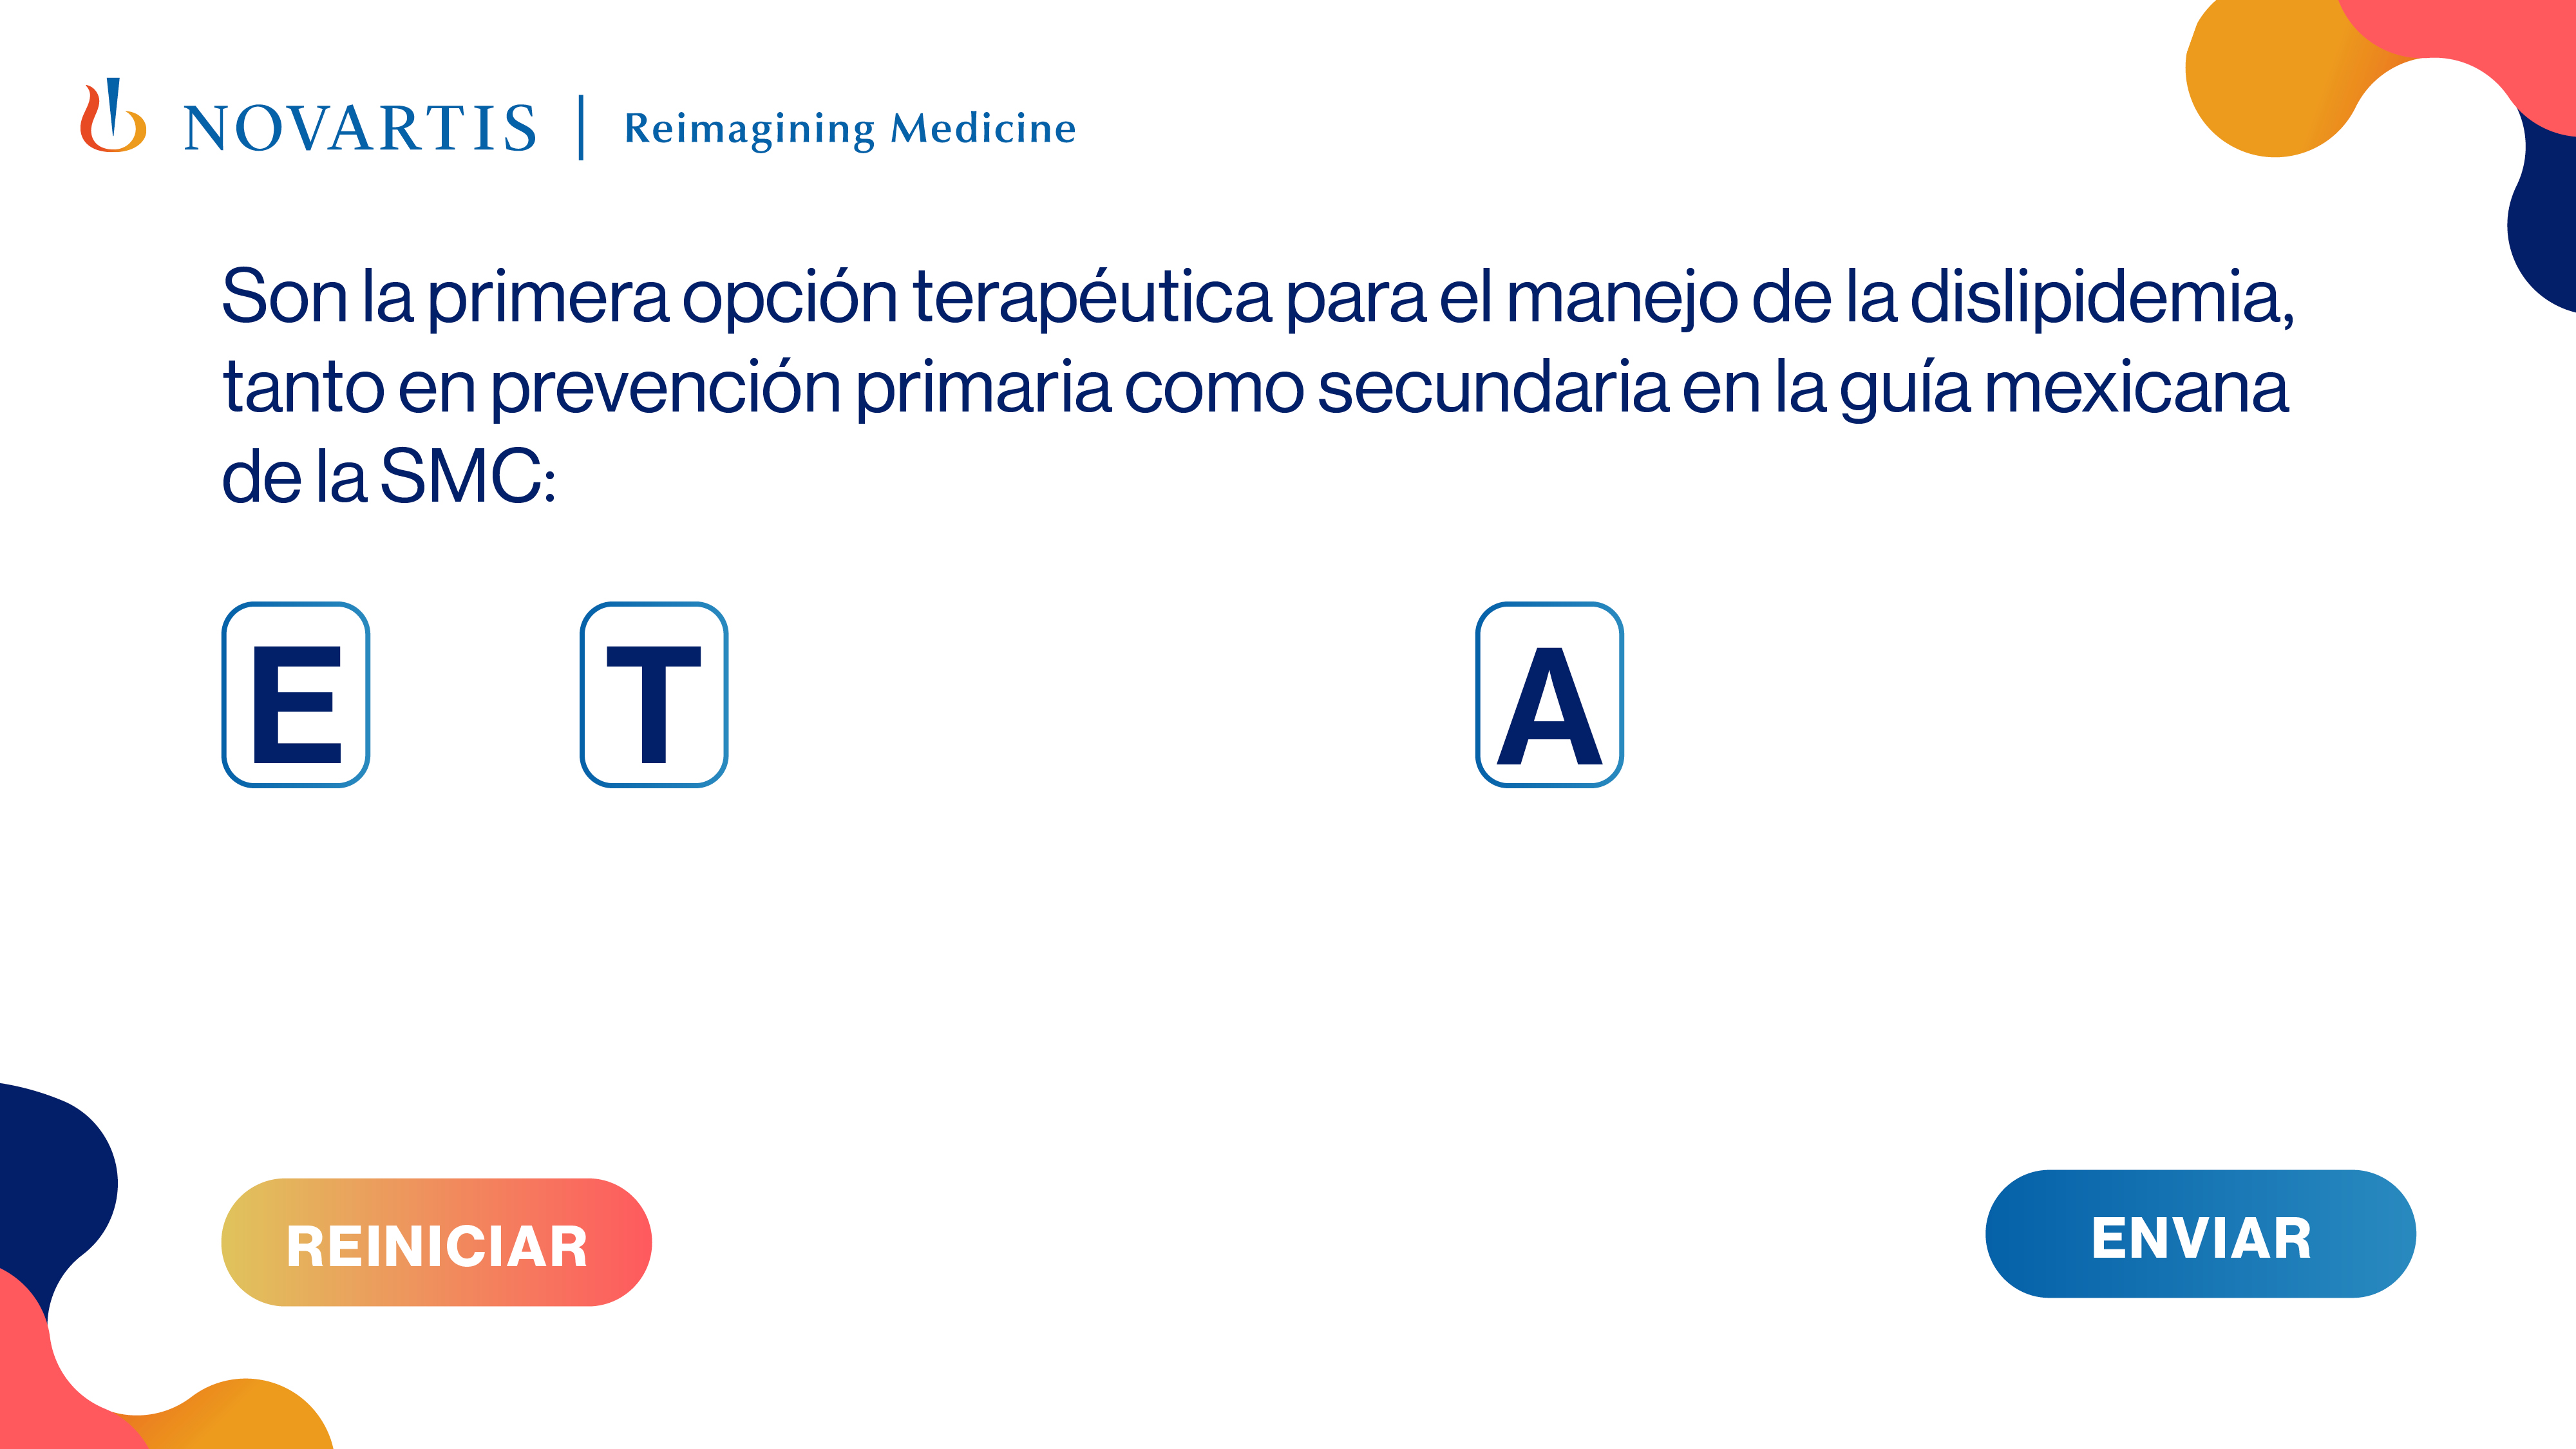 NOVARTIS | Reimagining Medicine
Son la primera opción terapéutica para el manejo de la dislipidemia,
tanto en prevención primaria como secundaria en la guía mexicana
de la SMC:
E T A
REINICIAR
ENVIAR